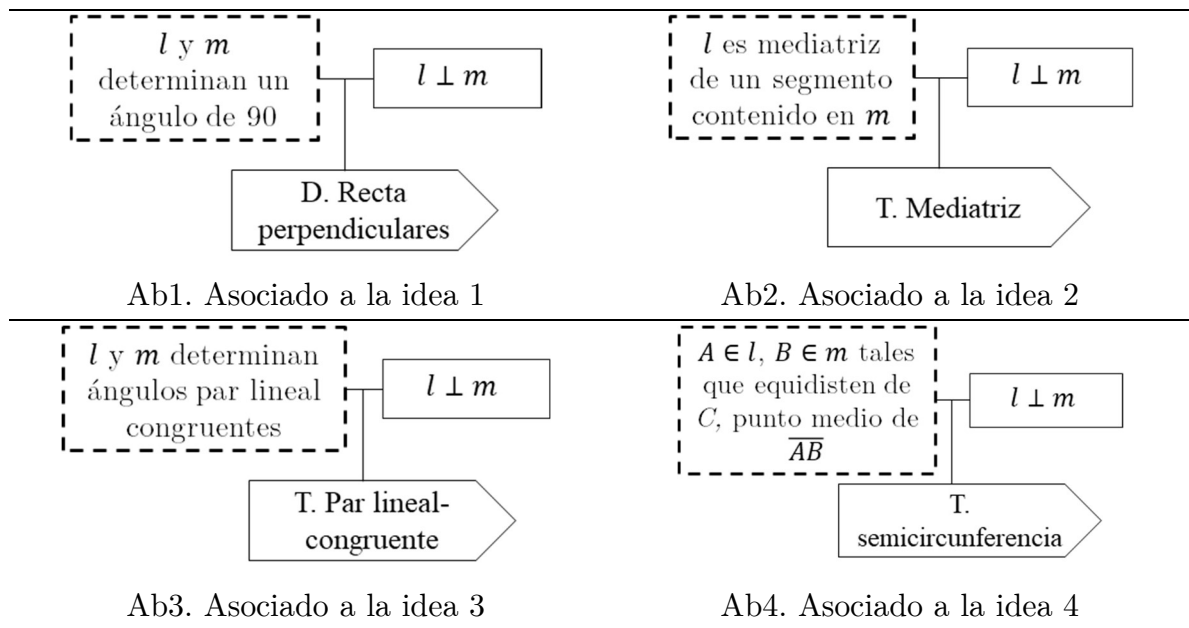 l y m
determinan un
ángulo de 90
l ⊥ m
D. Recta
perpendiculares
Ab1. Asociado a la idea 1
l es mediatriz
de un segmento
contenido en m
l ⊥ m
T. Mediatriz
Ab2. Asociado a la idea 2
l y m determinan
ángulos par lineal
congruentes
l ⊥ m
T. Par lineal-
congruente
Ab3. Asociado a la idea 3
A ∈ l, B ∈ m tales
que equidisten de
C, punto medio de
A̅B̅
l ⊥ m
T.
semicircunferencia
Ab4. Asociado a la idea 4